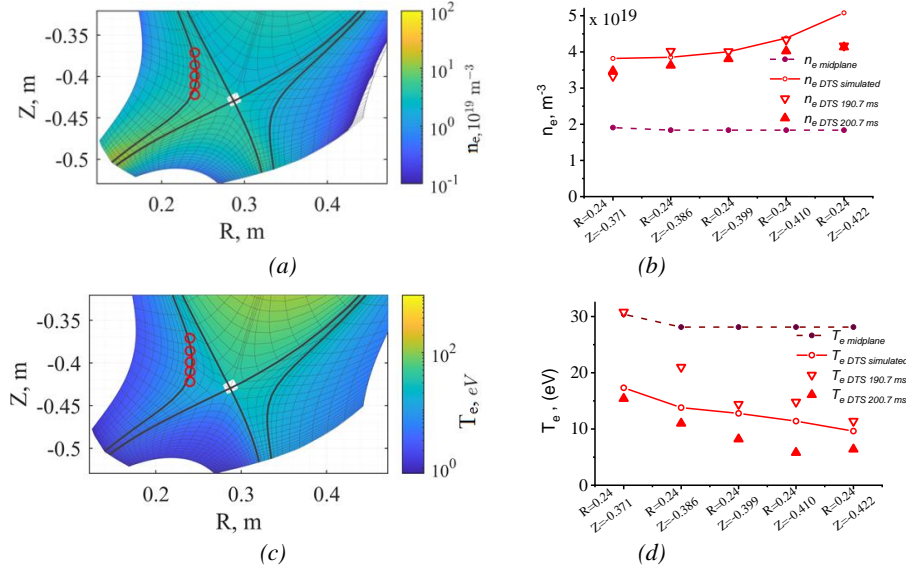 -0.35
-0.4
-0.45
-0.5
Z, m
0.2
0.3
0.4
R, m
10²
10¹
10⁰
10⁻¹
n_e, 10¹⁹ m⁻³
(a)
x 10¹⁹
5
4
3
2
1
0
n_e, m⁻³
n_e midplane
n_e DTS simulated
n_e DTS 190.7 ms
n_e DTS 200.7 ms
R=0.24
Z=-0.371
R=0.24
Z=-0.386
R=0.24
Z=-0.399
R=0.24
Z=-0.410
R=0.24
Z=-0.422
(b)
-0.35
-0.4
-0.45
-0.5
Z, m
0.2
0.3
0.4
R, m
10²
10⁰
T_e, eV
(c)
30
20
10
0
T_e , (eV)
T_e midplane
T_e DTS simulated
T_e DTS 190.7 ms
T_e DTS 200.7 ms
R=0.24
Z=-0.371
R=0.24
Z=-0.386
R=0.24
Z=-0.399
R=0.24
Z=-0.410
R=0.24
Z=-0.422
(d)